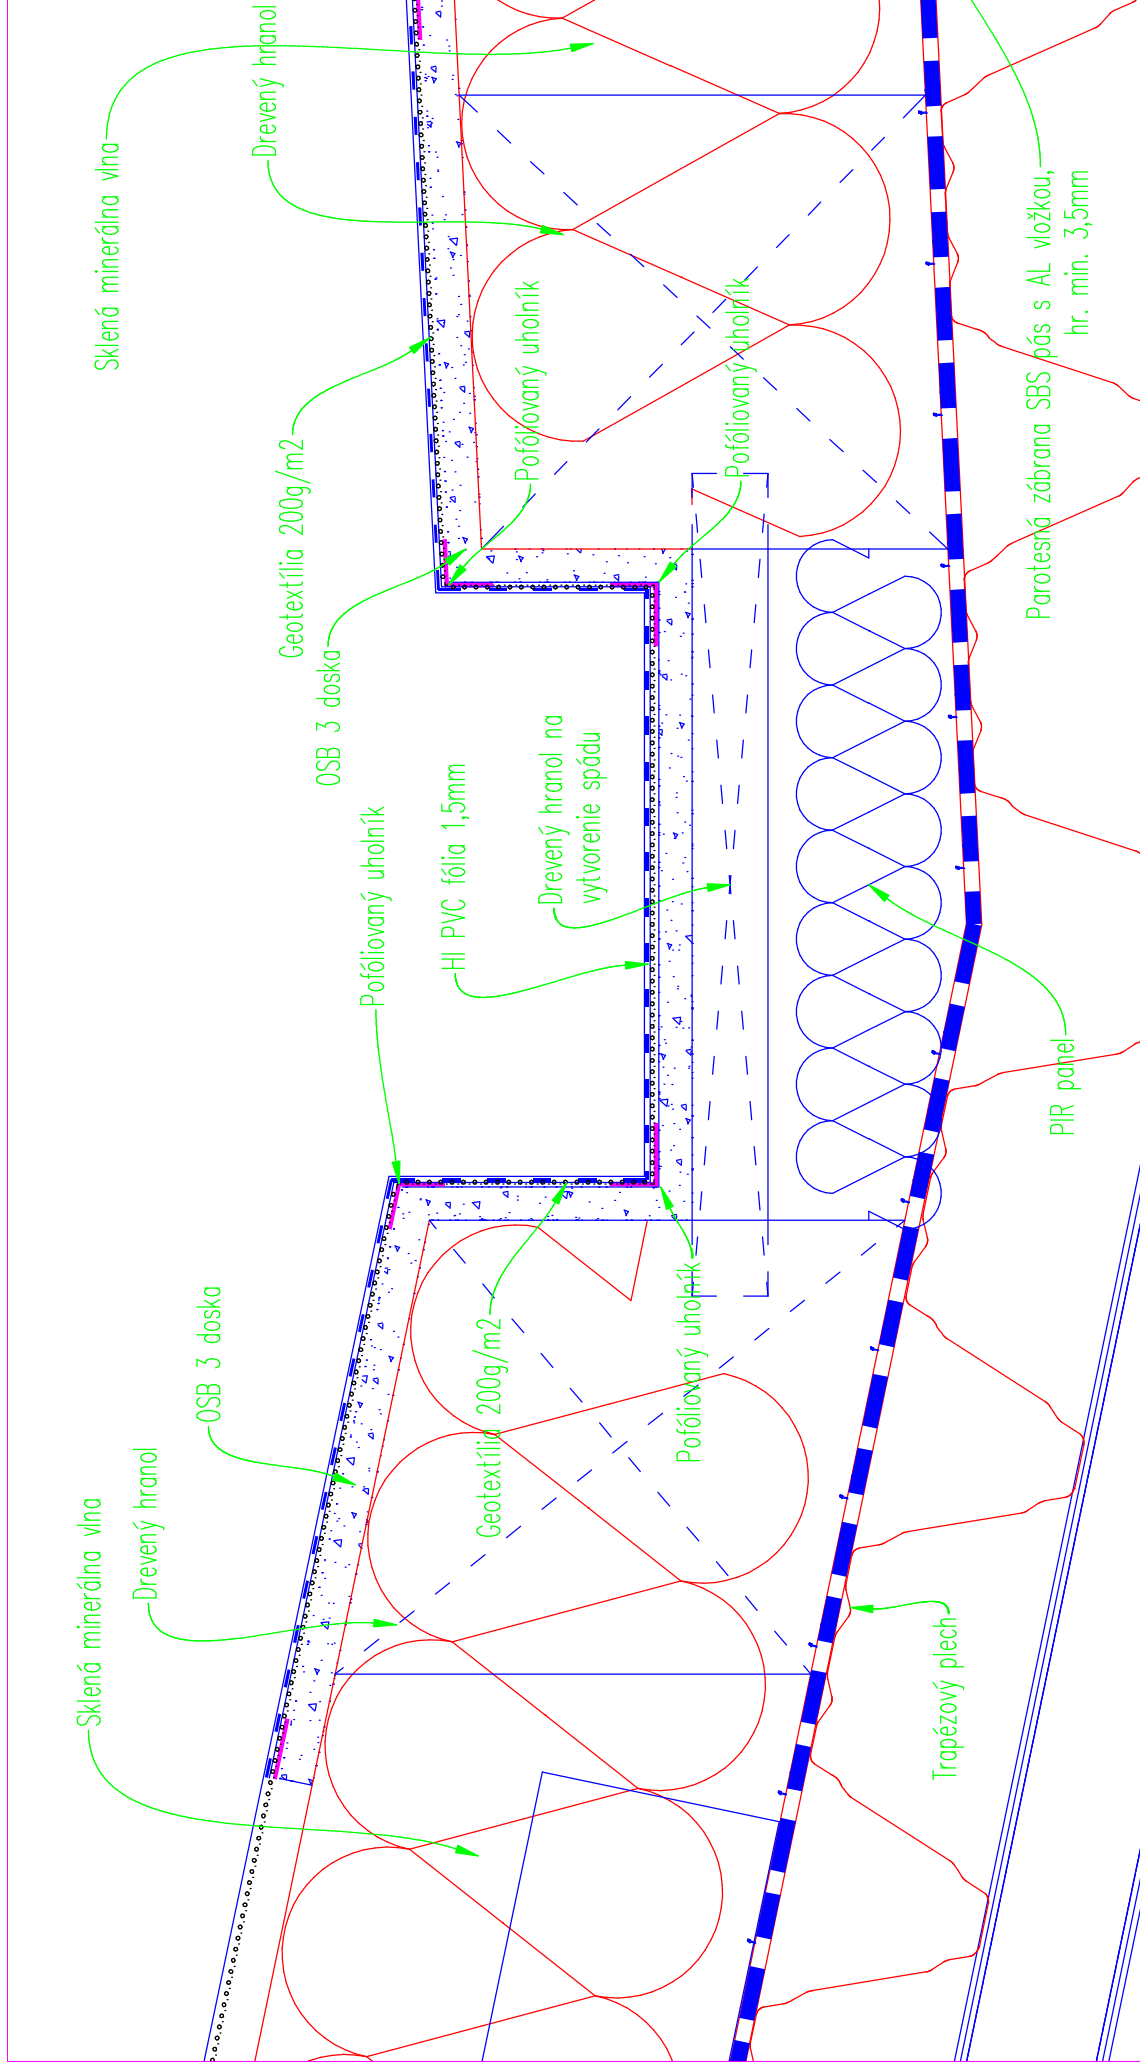 Sklená minerálna vlna
Drevený hranol
OSB 3 doska
Pofóliovaný uholník
HI PVC fólia 1,5mm
Drevený hranol na
vytvorenie spádu
OSB 3 doska
Geotextília 200g/m2
Sklená minerálna vlna
Drevený hranol
Pofóliovaný uholník
Pofóliovaný uholník
Geotextília 200g/m2
Pofóliovaný uholník
Trapézový plech
PIR panel
Parotesná zábrana SBS pás s AL vložkou,
hr. min. 3,5mm